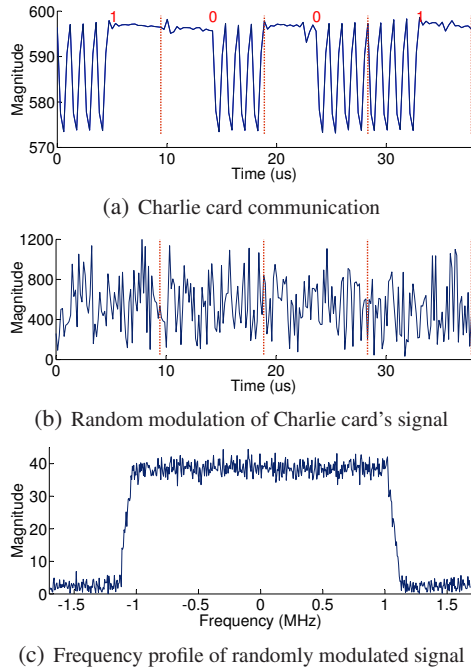 600
590
580
570
Magnitude
1 0 0 1
0 10 20 30
Time (us)
(a) Charlie card communication
1200
800
400
0
Magnitude
0 10 20 30
Time (us)
(b) Random modulation of Charlie card's signal
40
30
20
10
0
Magnitude
-1.5 -1 -0.5 0 0.5 1 1.5
Frequency (MHz)
(c) Frequency profile of randomly modulated signal